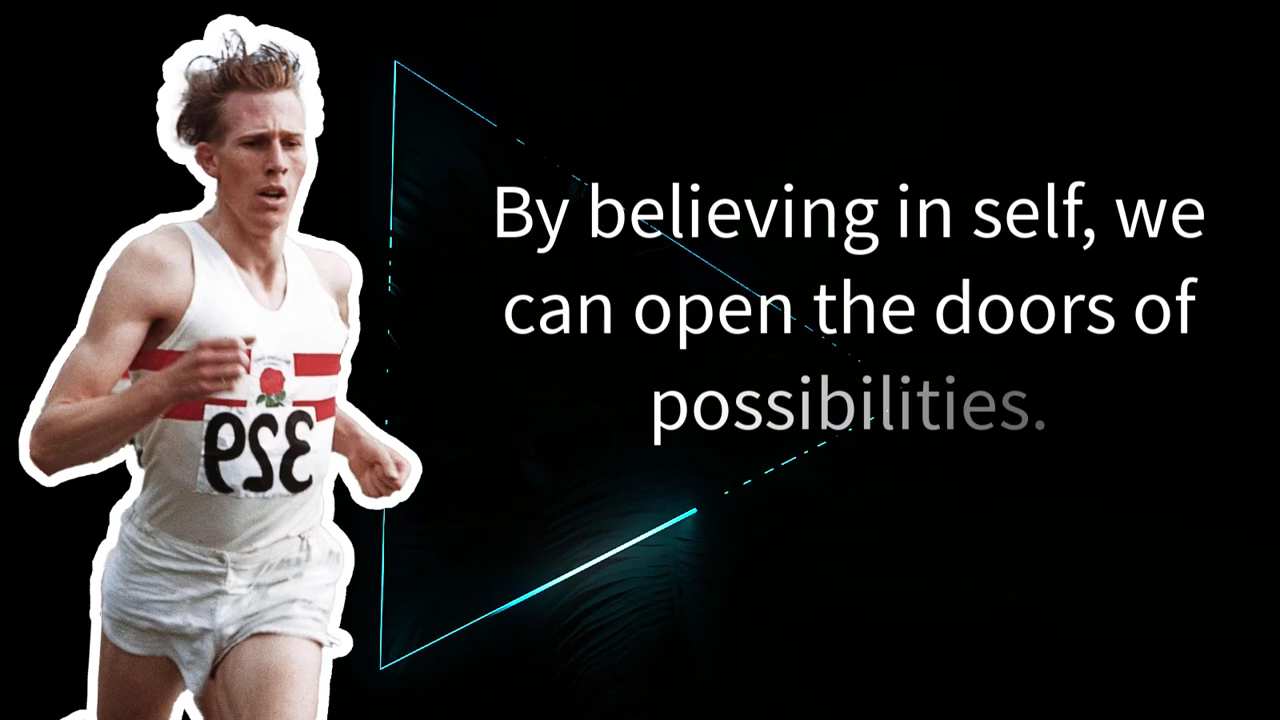 By believing in self, we
can open the doors of
possibilities.
329